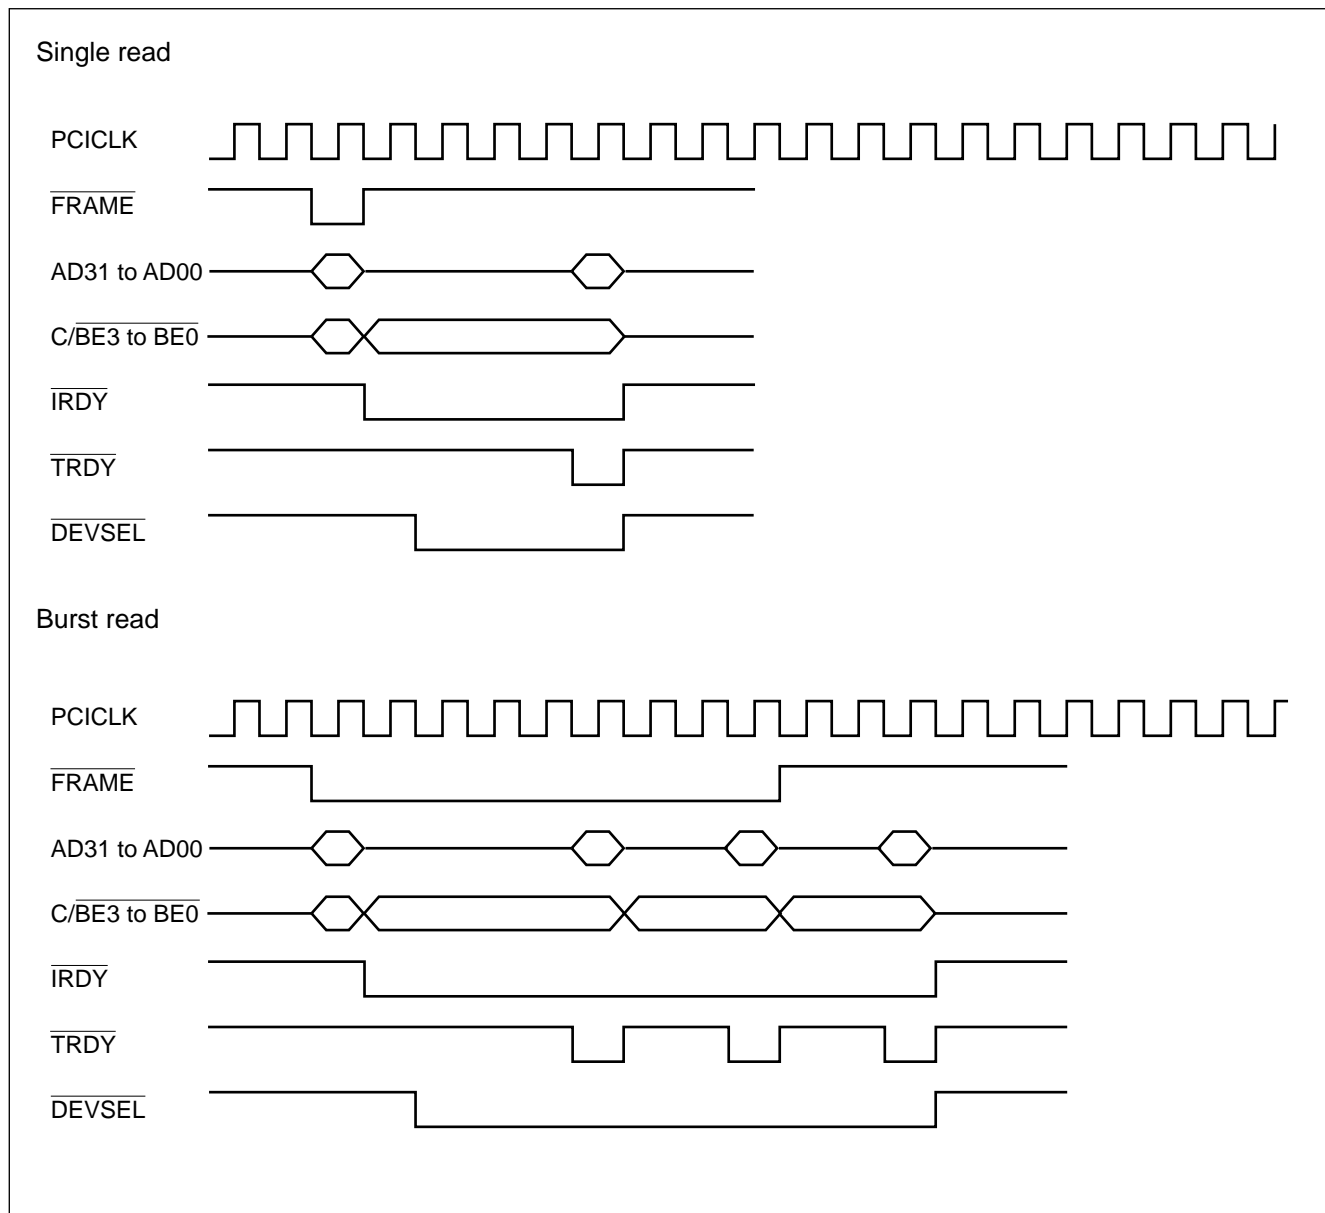 Single read
PCICLK
FRAME
AD31 to AD00
C/BE3 to BE0
IRDY
TRDY
DEVSEL
Burst read
PCICLK
FRAME
AD31 to AD00
C/BE3 to BE0
IRDY
TRDY
DEVSEL